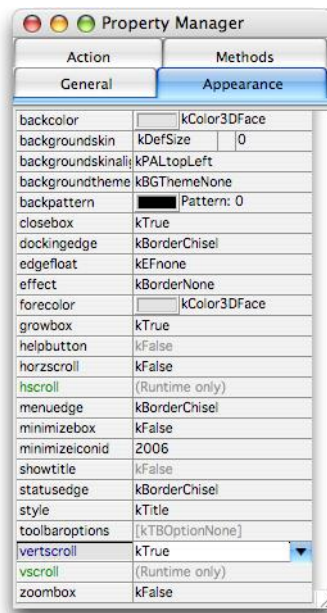 Property Manager
Action Methods
General Appearance
backcolor kColor3DFace
backgroundskin kDefSize 0
backgroundskinalig kPALtopLeft
backgroundtheme kBGThemeNone
backpattern Pattern: 0
closebox kTrue
dockingedge kBorderChisel
edgefloat kEFnone
effect kBorderNone
forecolor kColor3DFace
growbox kTrue
helpbutton kFalse
horzscroll kFalse
hscroll (Runtime only)
menuedge kBorderChisel
minimizebox kFalse
minimizeiconid 2006
showtitle kFalse
statusedge kBorderChisel
style kTitle
toolbaroptions [kTBOptionNone]
vertscroll kTrue
vscroll (Runtime only)
zoombox kFalse